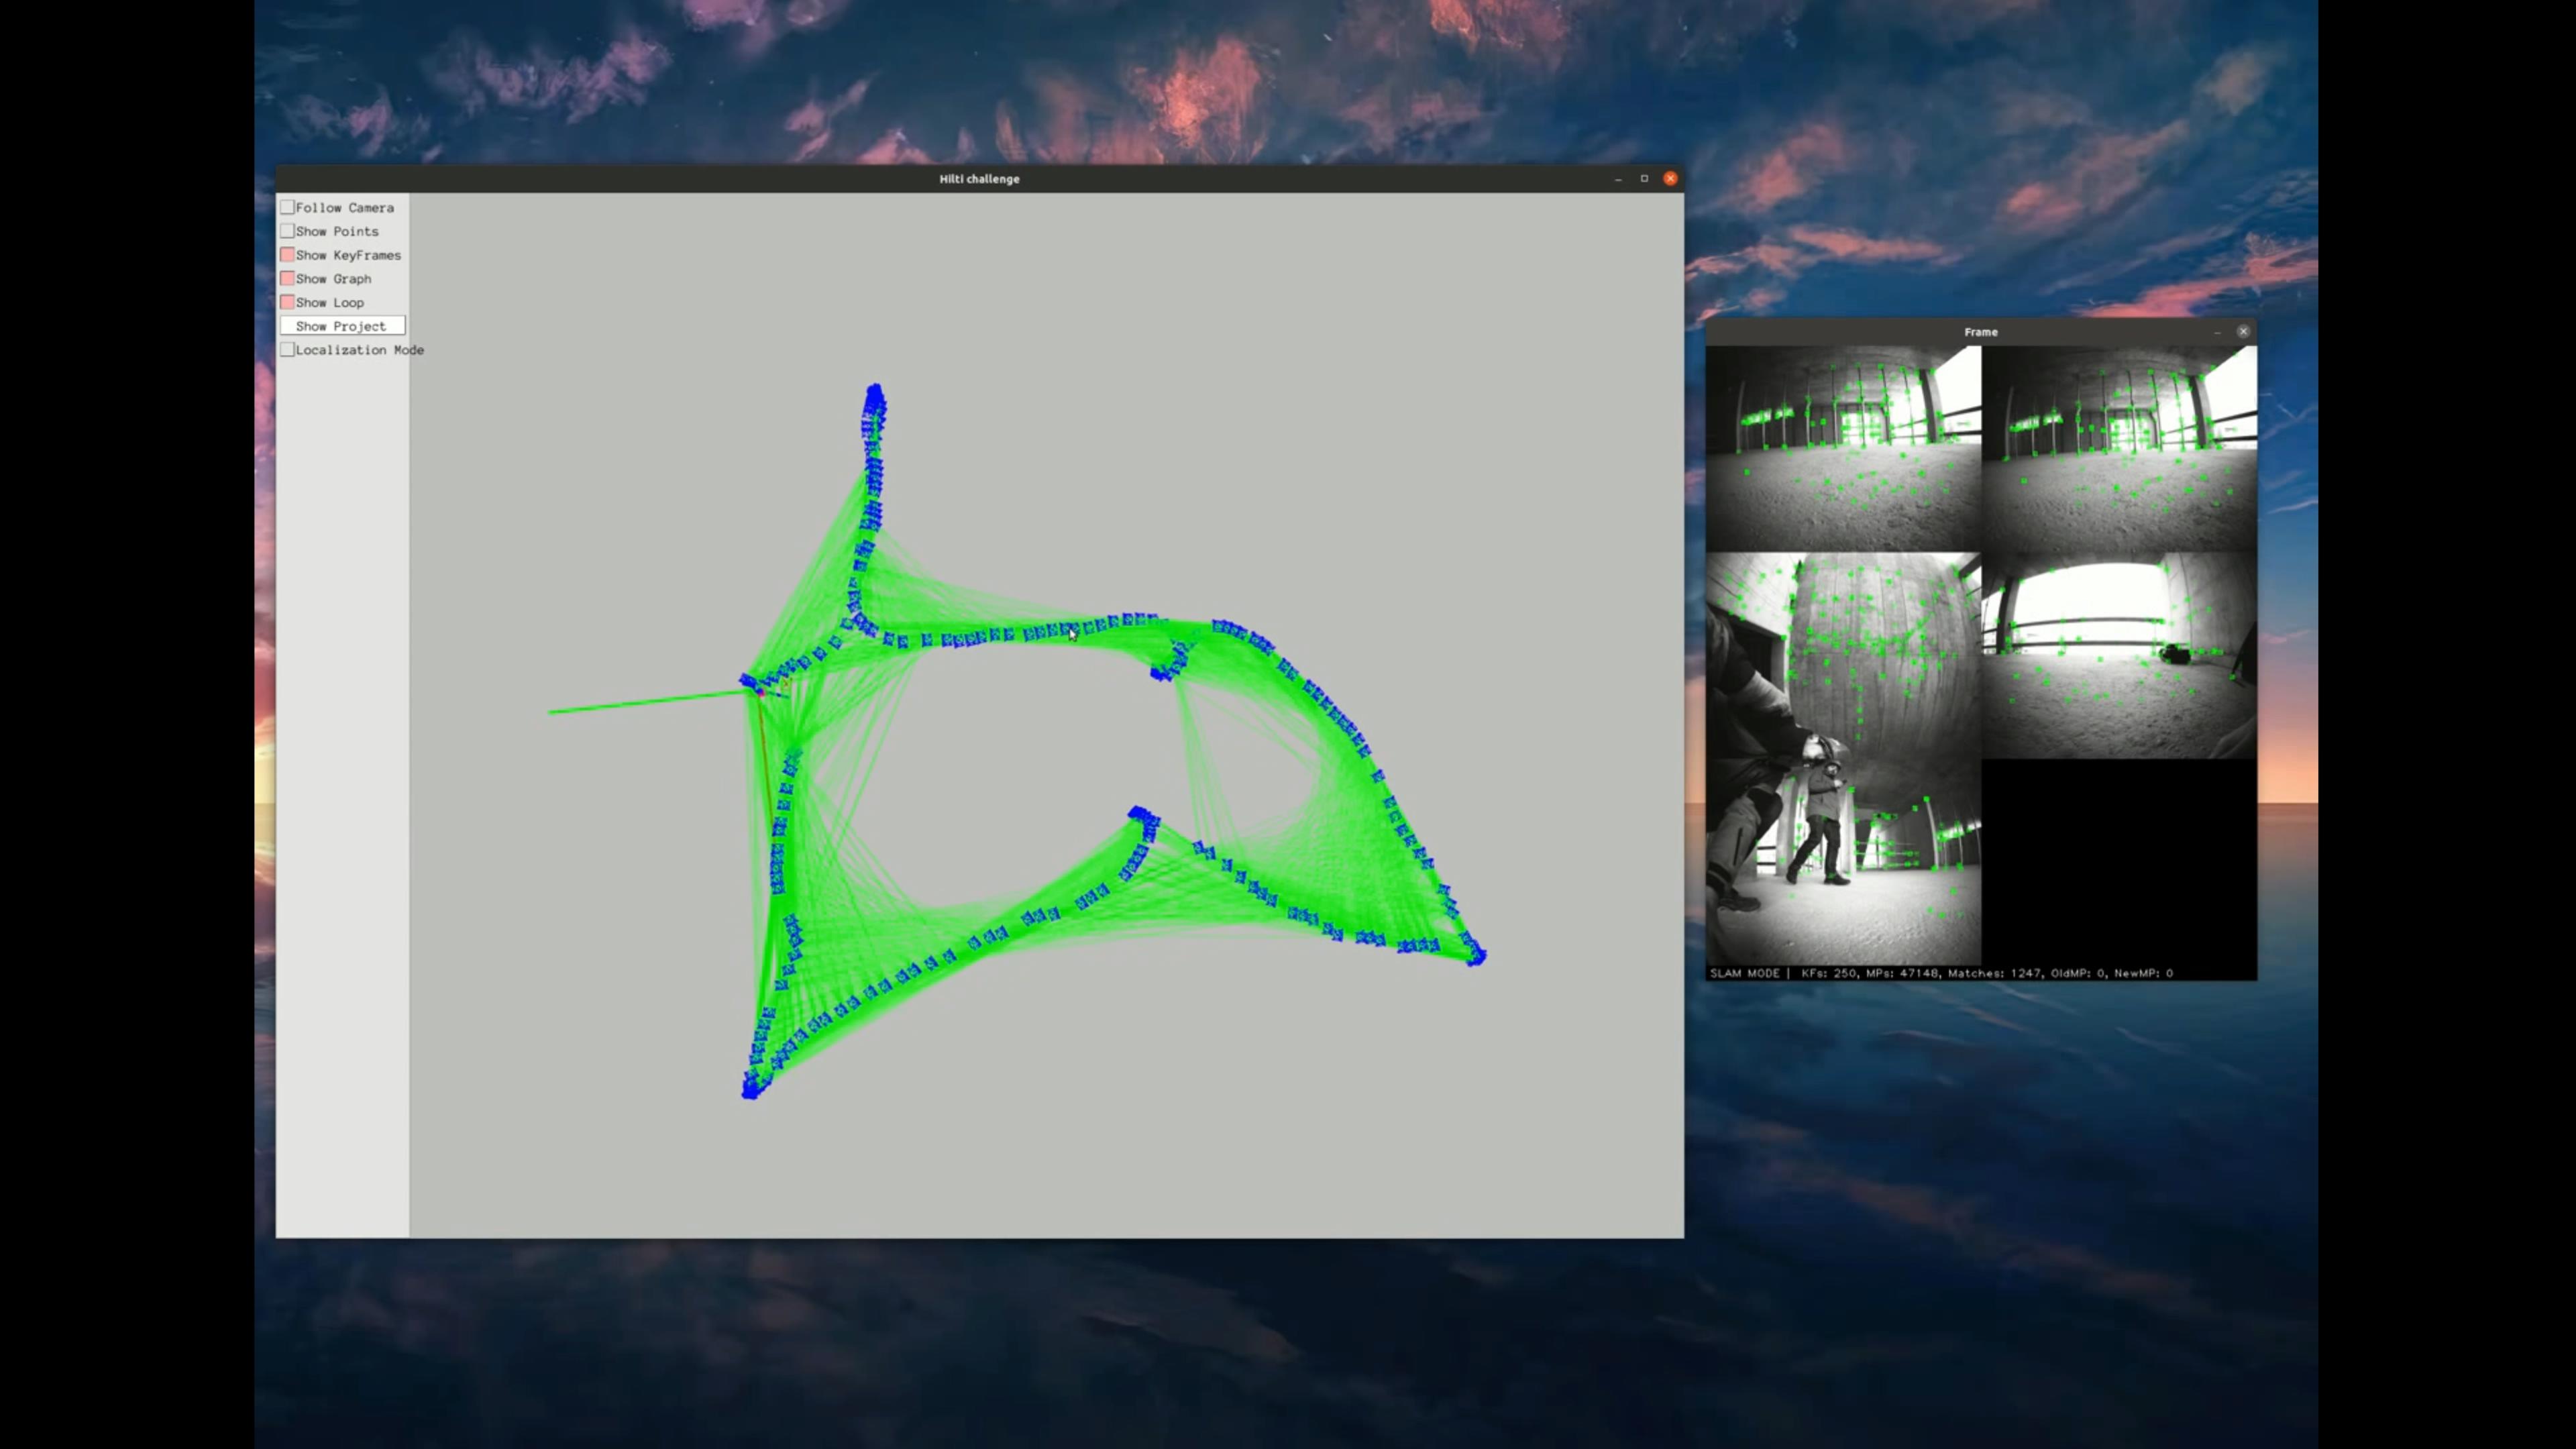 Hilti challenge
Follow Camera
Show Points
Show KeyFrames
Show Graph
Show Loop
Show Project
Localization Mode
Frame
SLAM MODE | KFs: 250, MPs: 47148, Matches: 1247, OldMP: 0, NewMP: 0